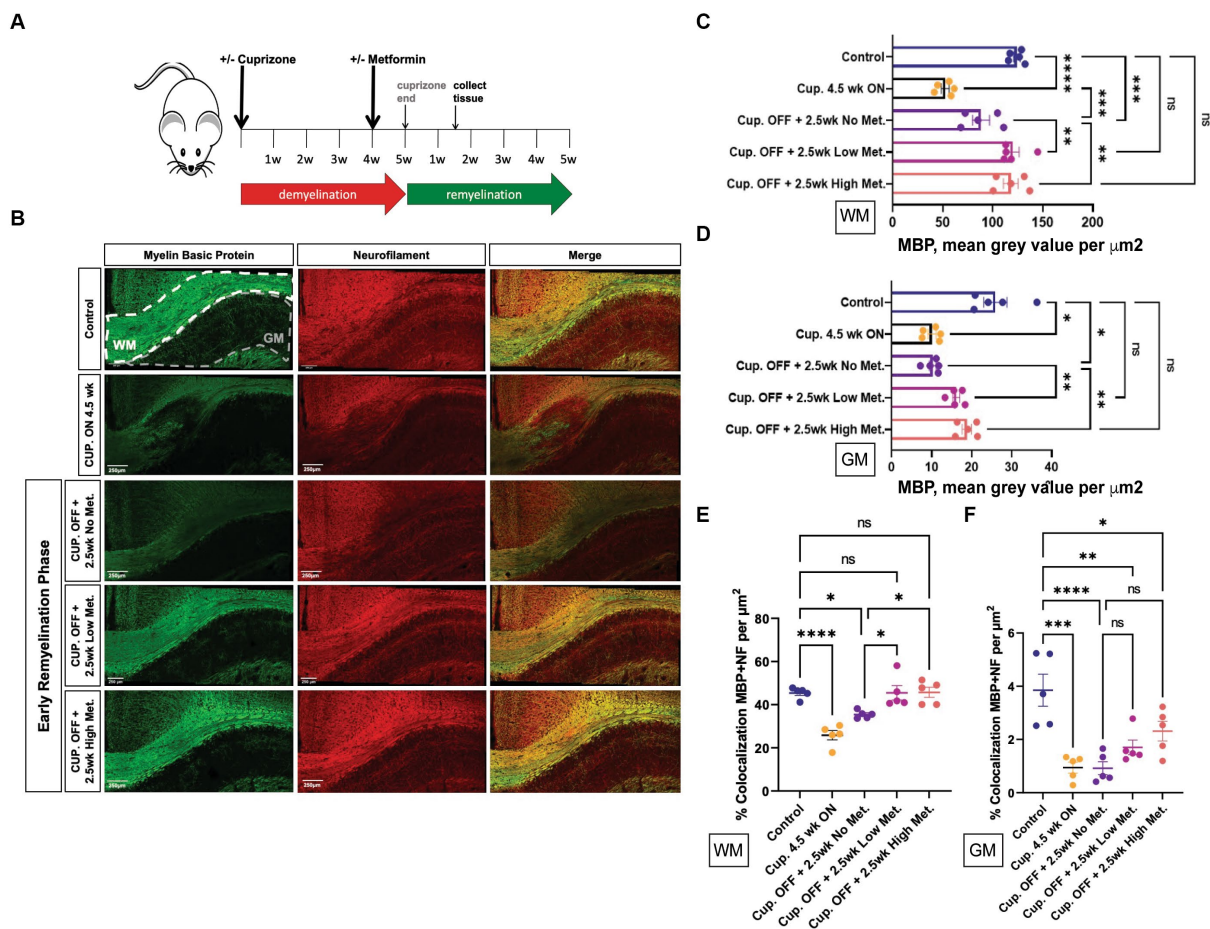 A
+/- Cuprizone
+/- Metformin
cuprizone
end
collect
tissue
1w 2w 3w 4w 5w 1w 2w 3w 4w 5w
demyelination
remyelination
B
Myelin Basic Protein
Neurofilament
Merge
Control
WM
GM
CUP. ON 4.5 wk
250µm
250µm
Early Remyelination Phase
CUP. OFF +
2.5wk No Met.
250µm
250µm
CUP. OFF +
2.5wk Low Met.
CUP. OFF +
2.5wk High Met.
250µm
C
Control
Cup. 4.5 wk ON
Cup. OFF + 2.5wk No Met.
Cup. OFF + 2.5wk Low Met.
Cup. OFF + 2.5wk High Met.
****
***
**
**
***
ns
ns
0 50 100 150 200
WM
MBP, mean grey value per µm2
D
Control
Cup. 4.5 wk ON
Cup. OFF + 2.5wk No Met.
Cup. OFF + 2.5wk Low Met.
Cup. OFF + 2.5wk High Met.
*
**
*
**
ns
ns
0 10 20 30 40
GM
MBP, mean grey value per µm2
E
% Colocalization MBP+NF per µm²
80
60
40
20
0
ns
ns
*
*
****
*
Control
Cup. 4.5 wk ON
Cup. OFF + 2.5wk No Met.
Cup. OFF + 2.5wk Low Met.
Cup. OFF + 2.5wk High Met.
WM
F
% Colocalization MBP+NF per µm²
6
4
2
0
*
**
****
ns
***
ns
Control
Cup. 4.5 wk ON
Cup. OFF + 2.5wk No Met.
Cup. OFF + 2.5wk Low Met.
Cup. OFF + 2.5wk High Met.
GM